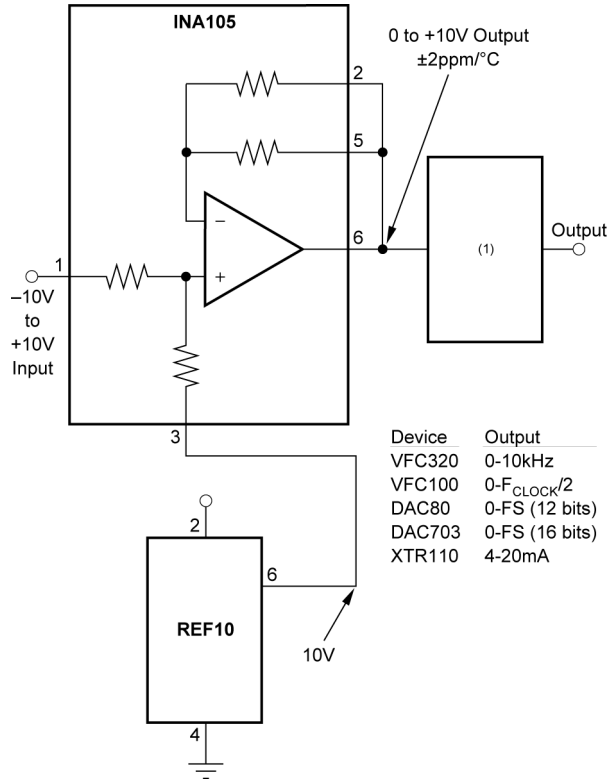 INA105
0 to +10V Output
±2ppm/°C
2
5
6
1
–
+
–10V
to
+10V
Input
(1)
Output
3
Device Output
VFC320 0-10kHz
VFC100 0-FCLOCK/2
DAC80 0-FS (12 bits)
DAC703 0-FS (16 bits)
XTR110 4-20mA
2
6
REF10
10V
4